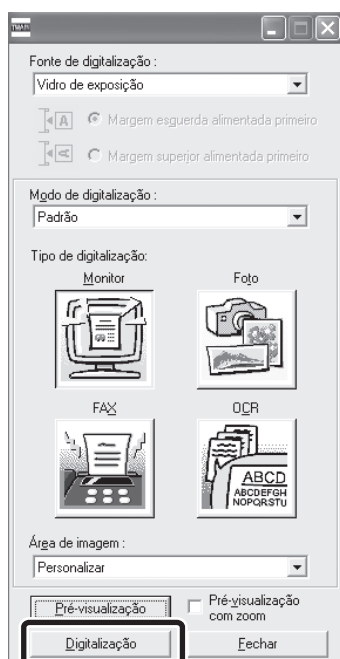 TWAIN
Fonte de digitalização :
Vidro de exposição
A
Margem esguerda alimentada primeiro
A
Margem superior alimentada primeiro
Modo de digitalização :
Padrão
Tipo de digitalização:
Monitor Foto
FAX OCR
ABCD
ABCDEFGH
NOPQRSTU
Área de imagem :
Personalizar
Pré-visualização
Pré-visualização
com zoom
Digitalização Fechar